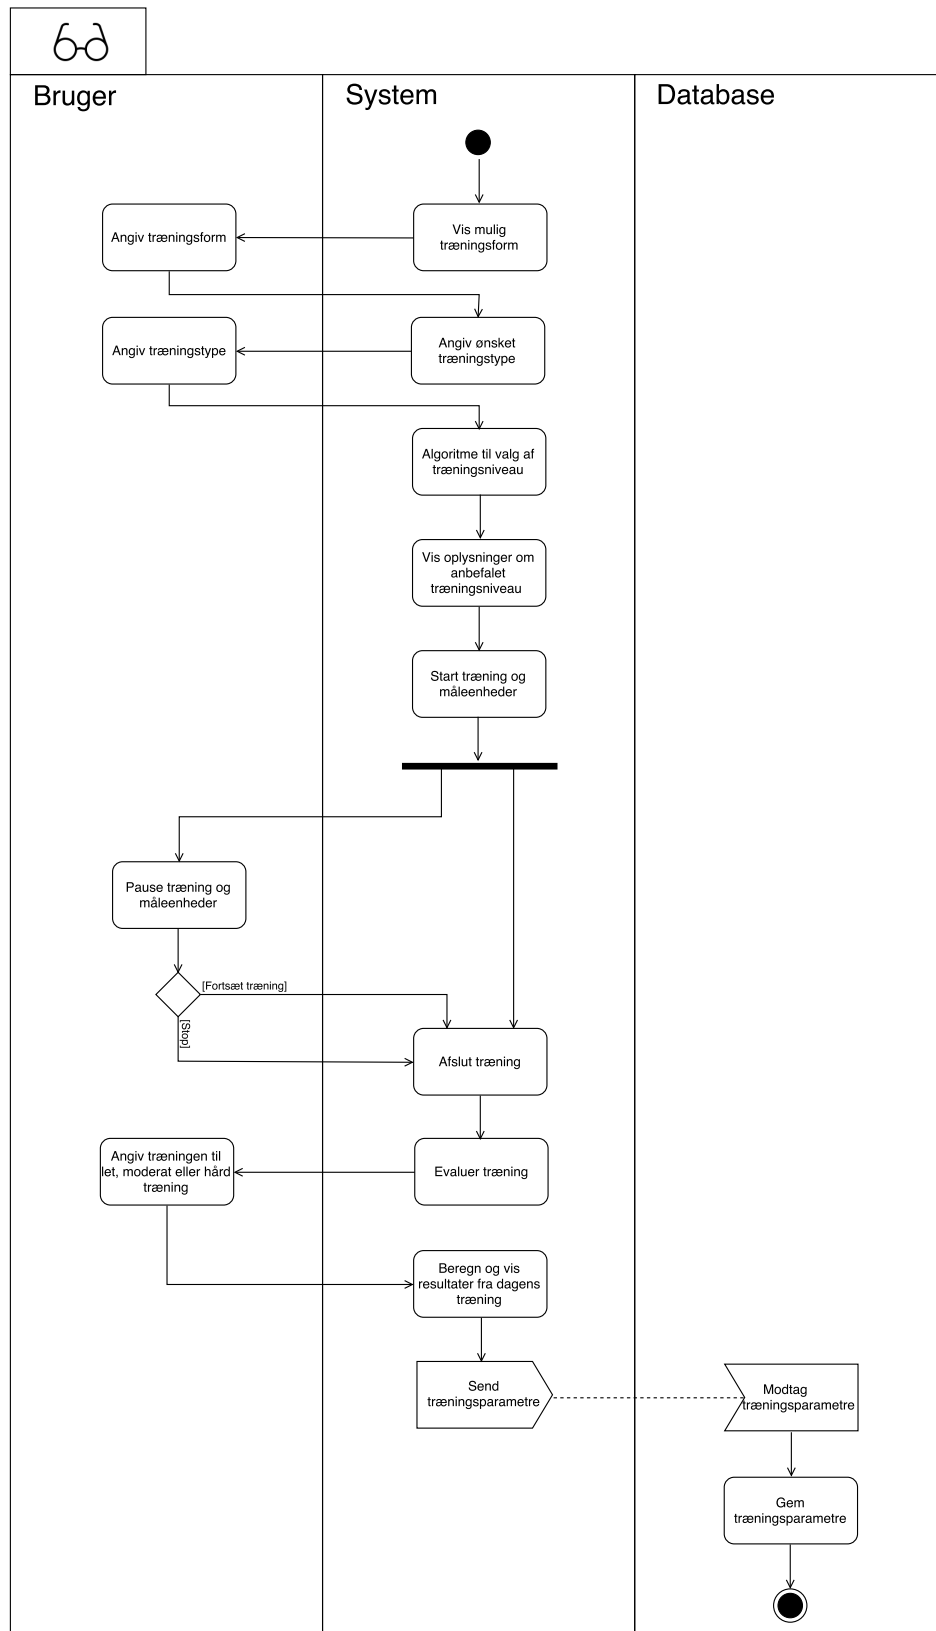 Bruger
System
Database
Vis mulig
træningsform
Angiv træningsform
Angiv ønsket
træningstype
Angiv træningstype
Algoritme til valg af
træningsniveau
Vis oplysninger om
anbefalet
træningsniveau
Start træning og
måleenheder
Pause træning og
måleenheder
[Fortsæt træning]
[Stop]
Afslut træning
Evaluer træning
Angiv træningen til
let, moderat eller hård
træning
Beregn og vis
resultater fra dagens
træning
Send
træningsparametre
Modtag
træningsparametre
Gem
træningsparametre